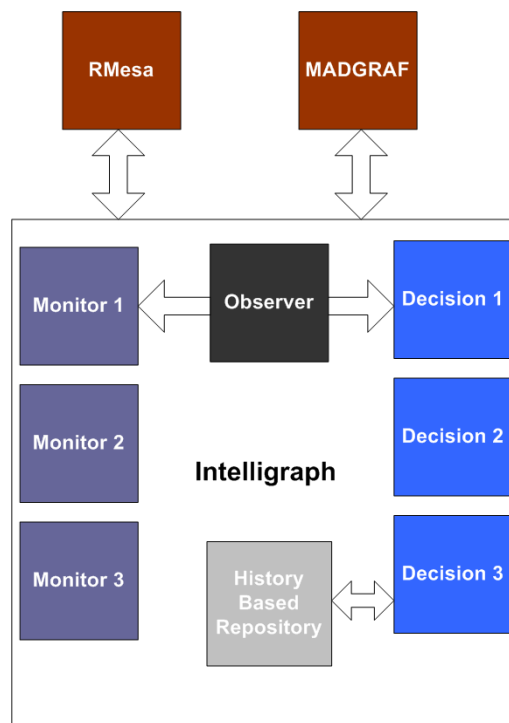 RMesa
MADGRAF
Monitor 1
Observer
Decision 1
Monitor 2
Decision 2
Intelligraph
Monitor 3
History
Based
Repository
Decision 3